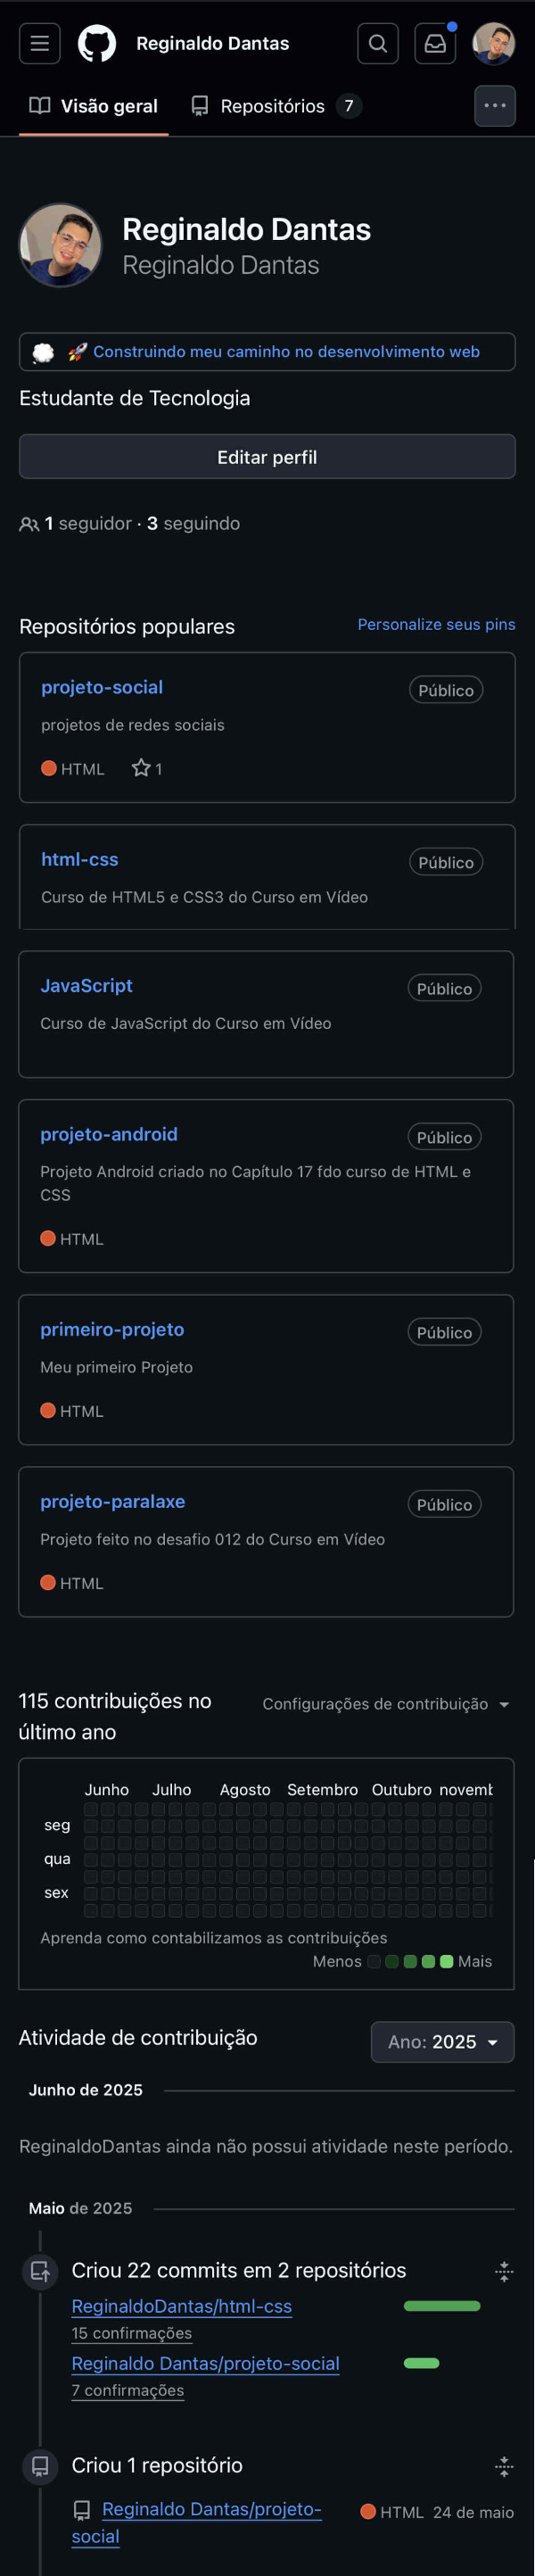 Reginaldo Dantas
Visão geral
Repositórios 7
Reginaldo Dantas
Reginaldo Dantas
💭 🚀 Construindo meu caminho no desenvolvimento web
Estudante de Tecnologia
Editar perfil
1 seguidor · 3 seguindo
Repositórios populares
Personalize seus pins
projeto-social
Público
projetos de redes sociais
HTML 1
html-css
Público
Curso de HTML5 e CSS3 do Curso em Vídeo
JavaScript
Público
Curso de JavaScript do Curso em Vídeo
projeto-android
Público
Projeto Android criado no Capítulo 17 fdo curso de HTML e
CSS
HTML
primeiro-projeto
Público
Meu primeiro Projeto
HTML
projeto-paralaxe
Público
Projeto feito no desafio 012 do Curso em Vídeo
HTML
115 contribuições no
último ano
Configurações de contribuição
Junho Julho Agosto Setembro Outubro novemb
seg
qua
sex
Aprenda como contabilizamos as contribuições
Menos Mais
Atividade de contribuição
Ano: 2025
Junho de 2025
ReginaldoDantas ainda não possui atividade neste período.
Maio de 2025
Criou 22 commits em 2 repositórios
ReginaldoDantas/html-css
15 confirmações
Reginaldo Dantas/projeto-social
7 confirmações
Criou 1 repositório
Reginaldo Dantas/projeto-
social
HTML 24 de maio